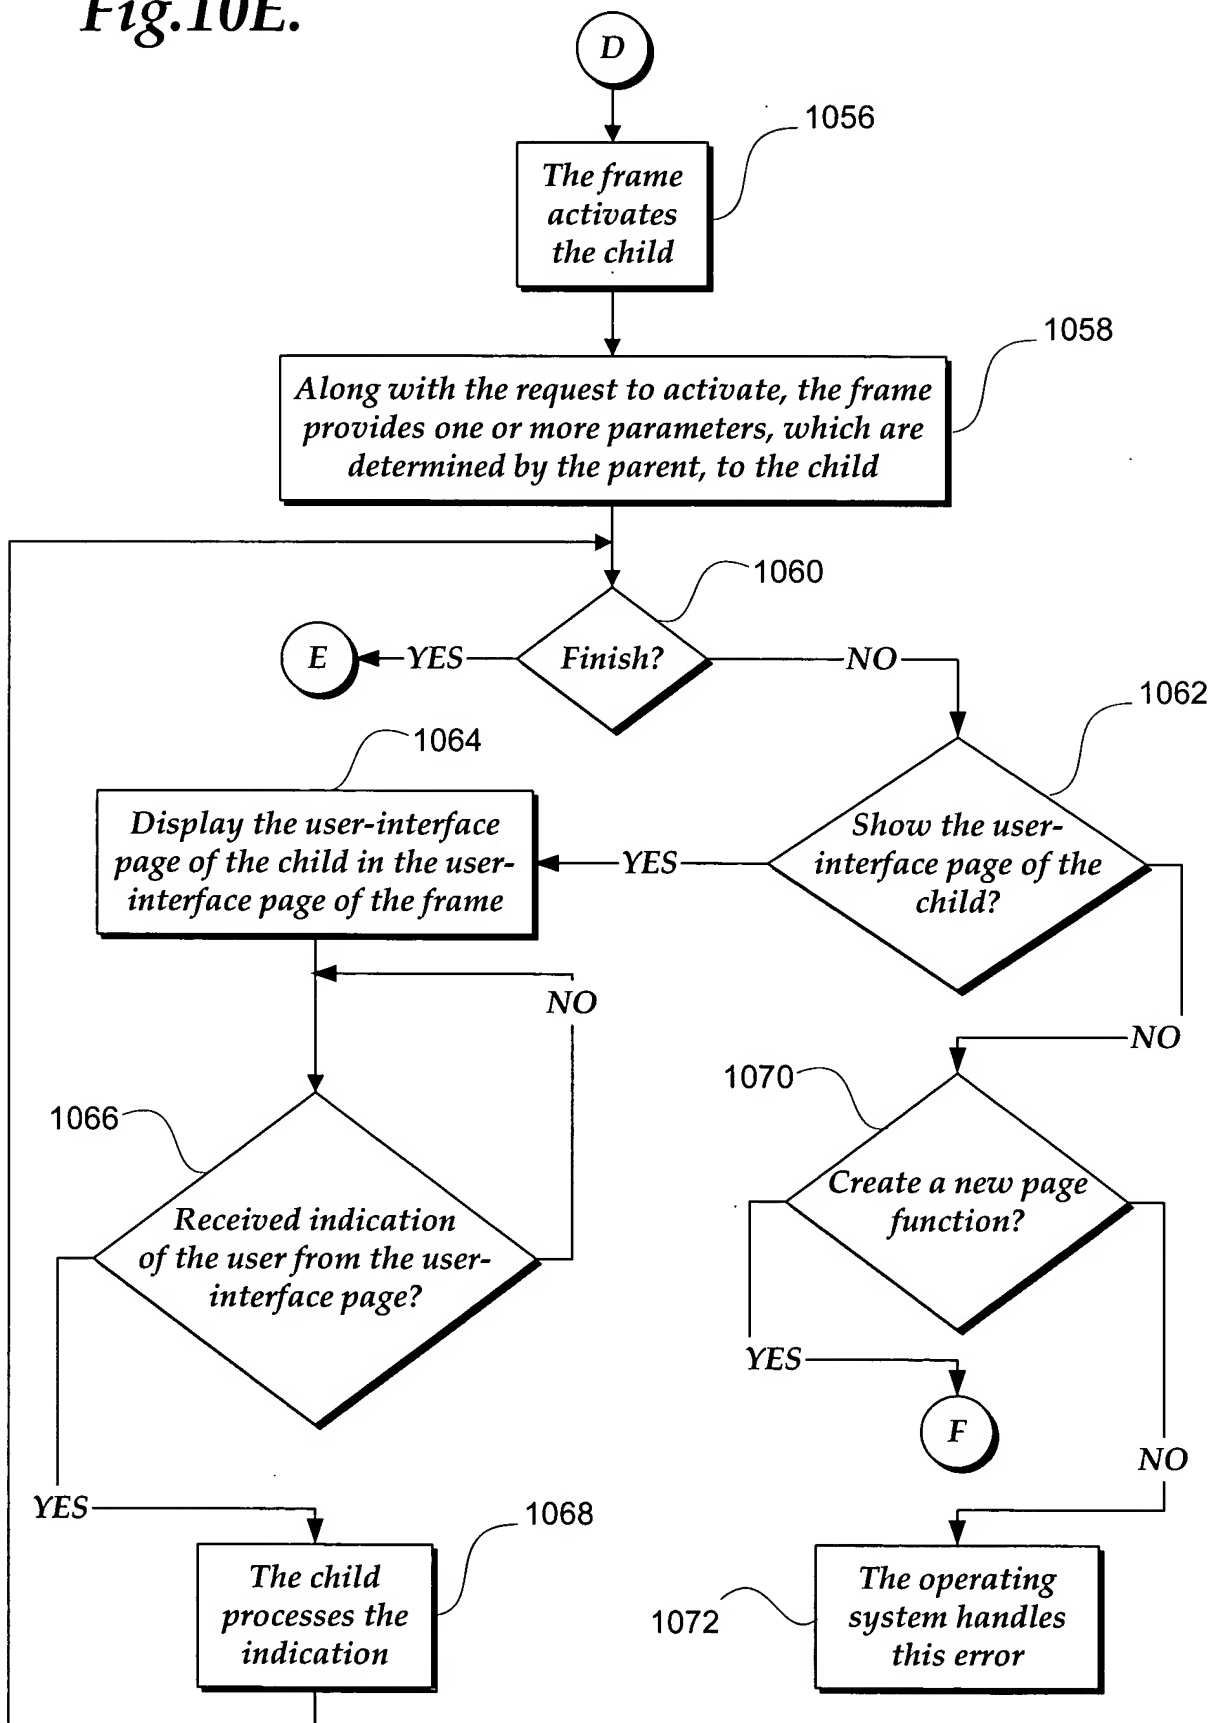 Fig.10E.
D
1056
The frame
activates
the child
1058
Along with the request to activate, the frame
provides one or more parameters, which are
determined by the parent, to the child
1060
Finish?
YES
E
NO
1062
1064
Display the user-interface
page of the child in the user-
interface page of the frame
YES
Show the user-
interface page of the
child?
NO
NO
1070
1066
Create a new page
function?
Received indication
of the user from the user-
interface page?
YES
F
NO
YES
1068
The child
processes the
indication
1072
The operating
system handles
this error